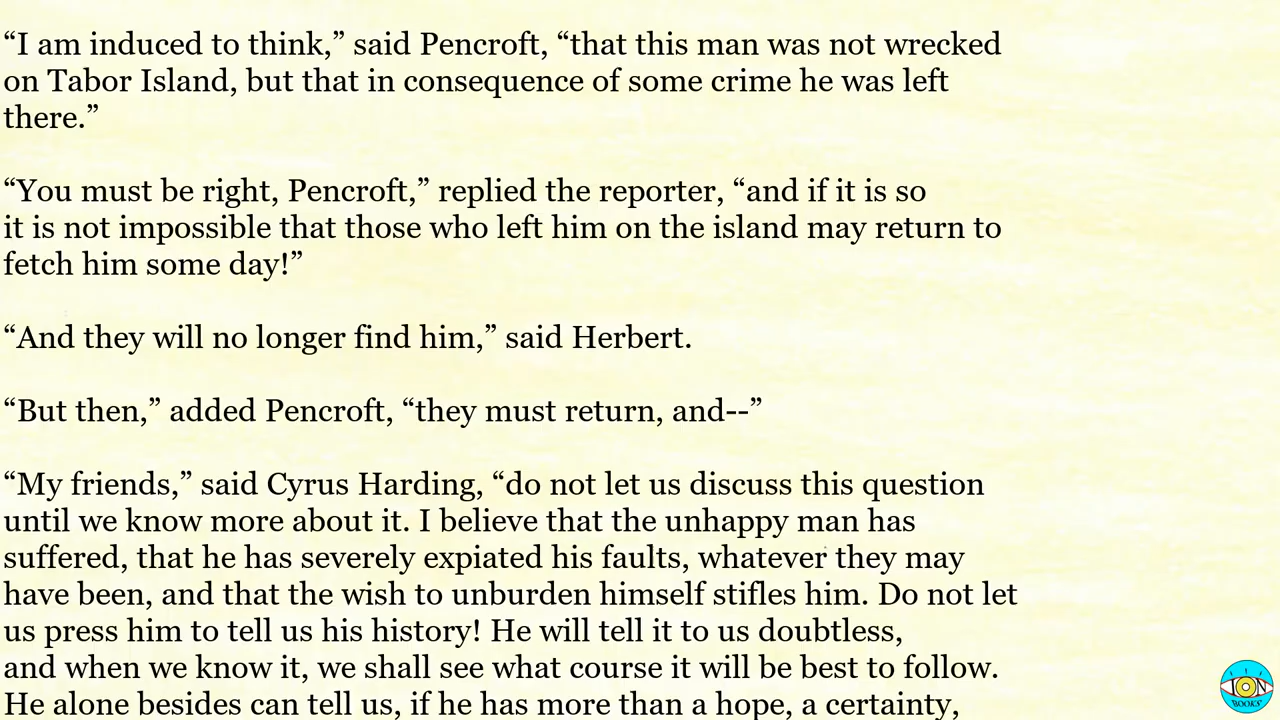 “I am induced to think,” said Pencroft, “that this man was not wrecked
on Tabor Island, but that in consequence of some crime he was left
there.”
“You must be right, Pencroft,” replied the reporter, “and if it is so
it is not impossible that those who left him on the island may return to
fetch him some day!”
“And they will no longer find him,” said Herbert.
“But then,” added Pencroft, “they must return, and--”
“My friends,” said Cyrus Harding, “do not let us discuss this question
until we know more about it. I believe that the unhappy man has
suffered, that he has severely expiated his faults, whatever they may
have been, and that the wish to unburden himself stifles him. Do not let
us press him to tell us his history! He will tell it to us doubtless,
and when we know it, we shall see what course it will be best to follow.
He alone besides can tell us, if he has more than a hope, a certainty,
ION
BOOKS